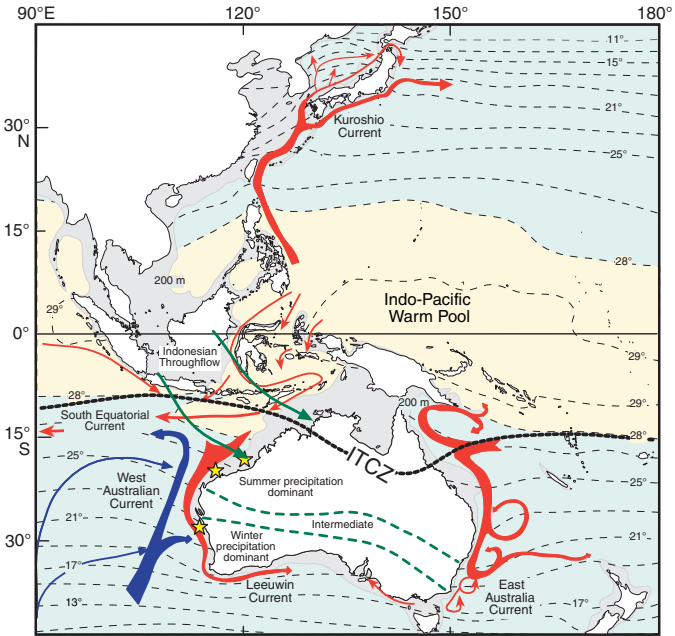 90°E 120° 150° 180°
11°
15°
21°
25°
Kuroshio
Current
30°
N
15°
200 m
28°
Indo-Pacific
Warm Pool
29°
0°
Indonesian
Throughflow
29°
28°
200 m
29°
South Equatorial
Current
15°
S
28°
ITCZ
25°
25°
West
Australian
Current
Summer precipitation
dominant
21°
Intermediate
30°
Winter
precipitation
dominant
21°
17°
Leeuwin
Current
East
Australia
Current
13°
17°